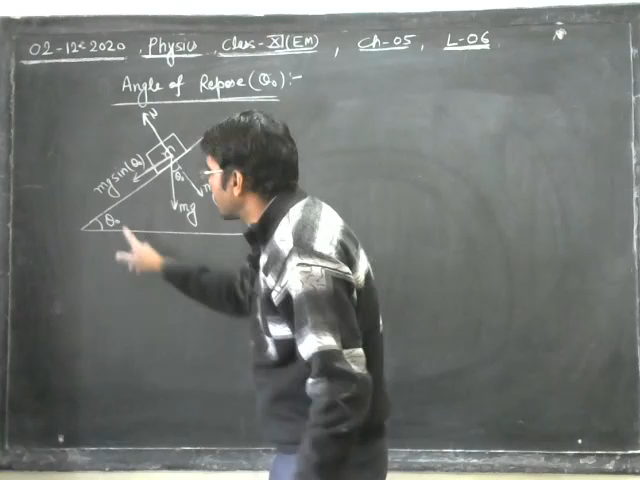 02-12-2020, Physics, Class-XI(EM), Ch-05, L-06
Angle of Repose (θ₀):-
N
m
mg sin(θ₀)
θ₀
m
mg
θ₀